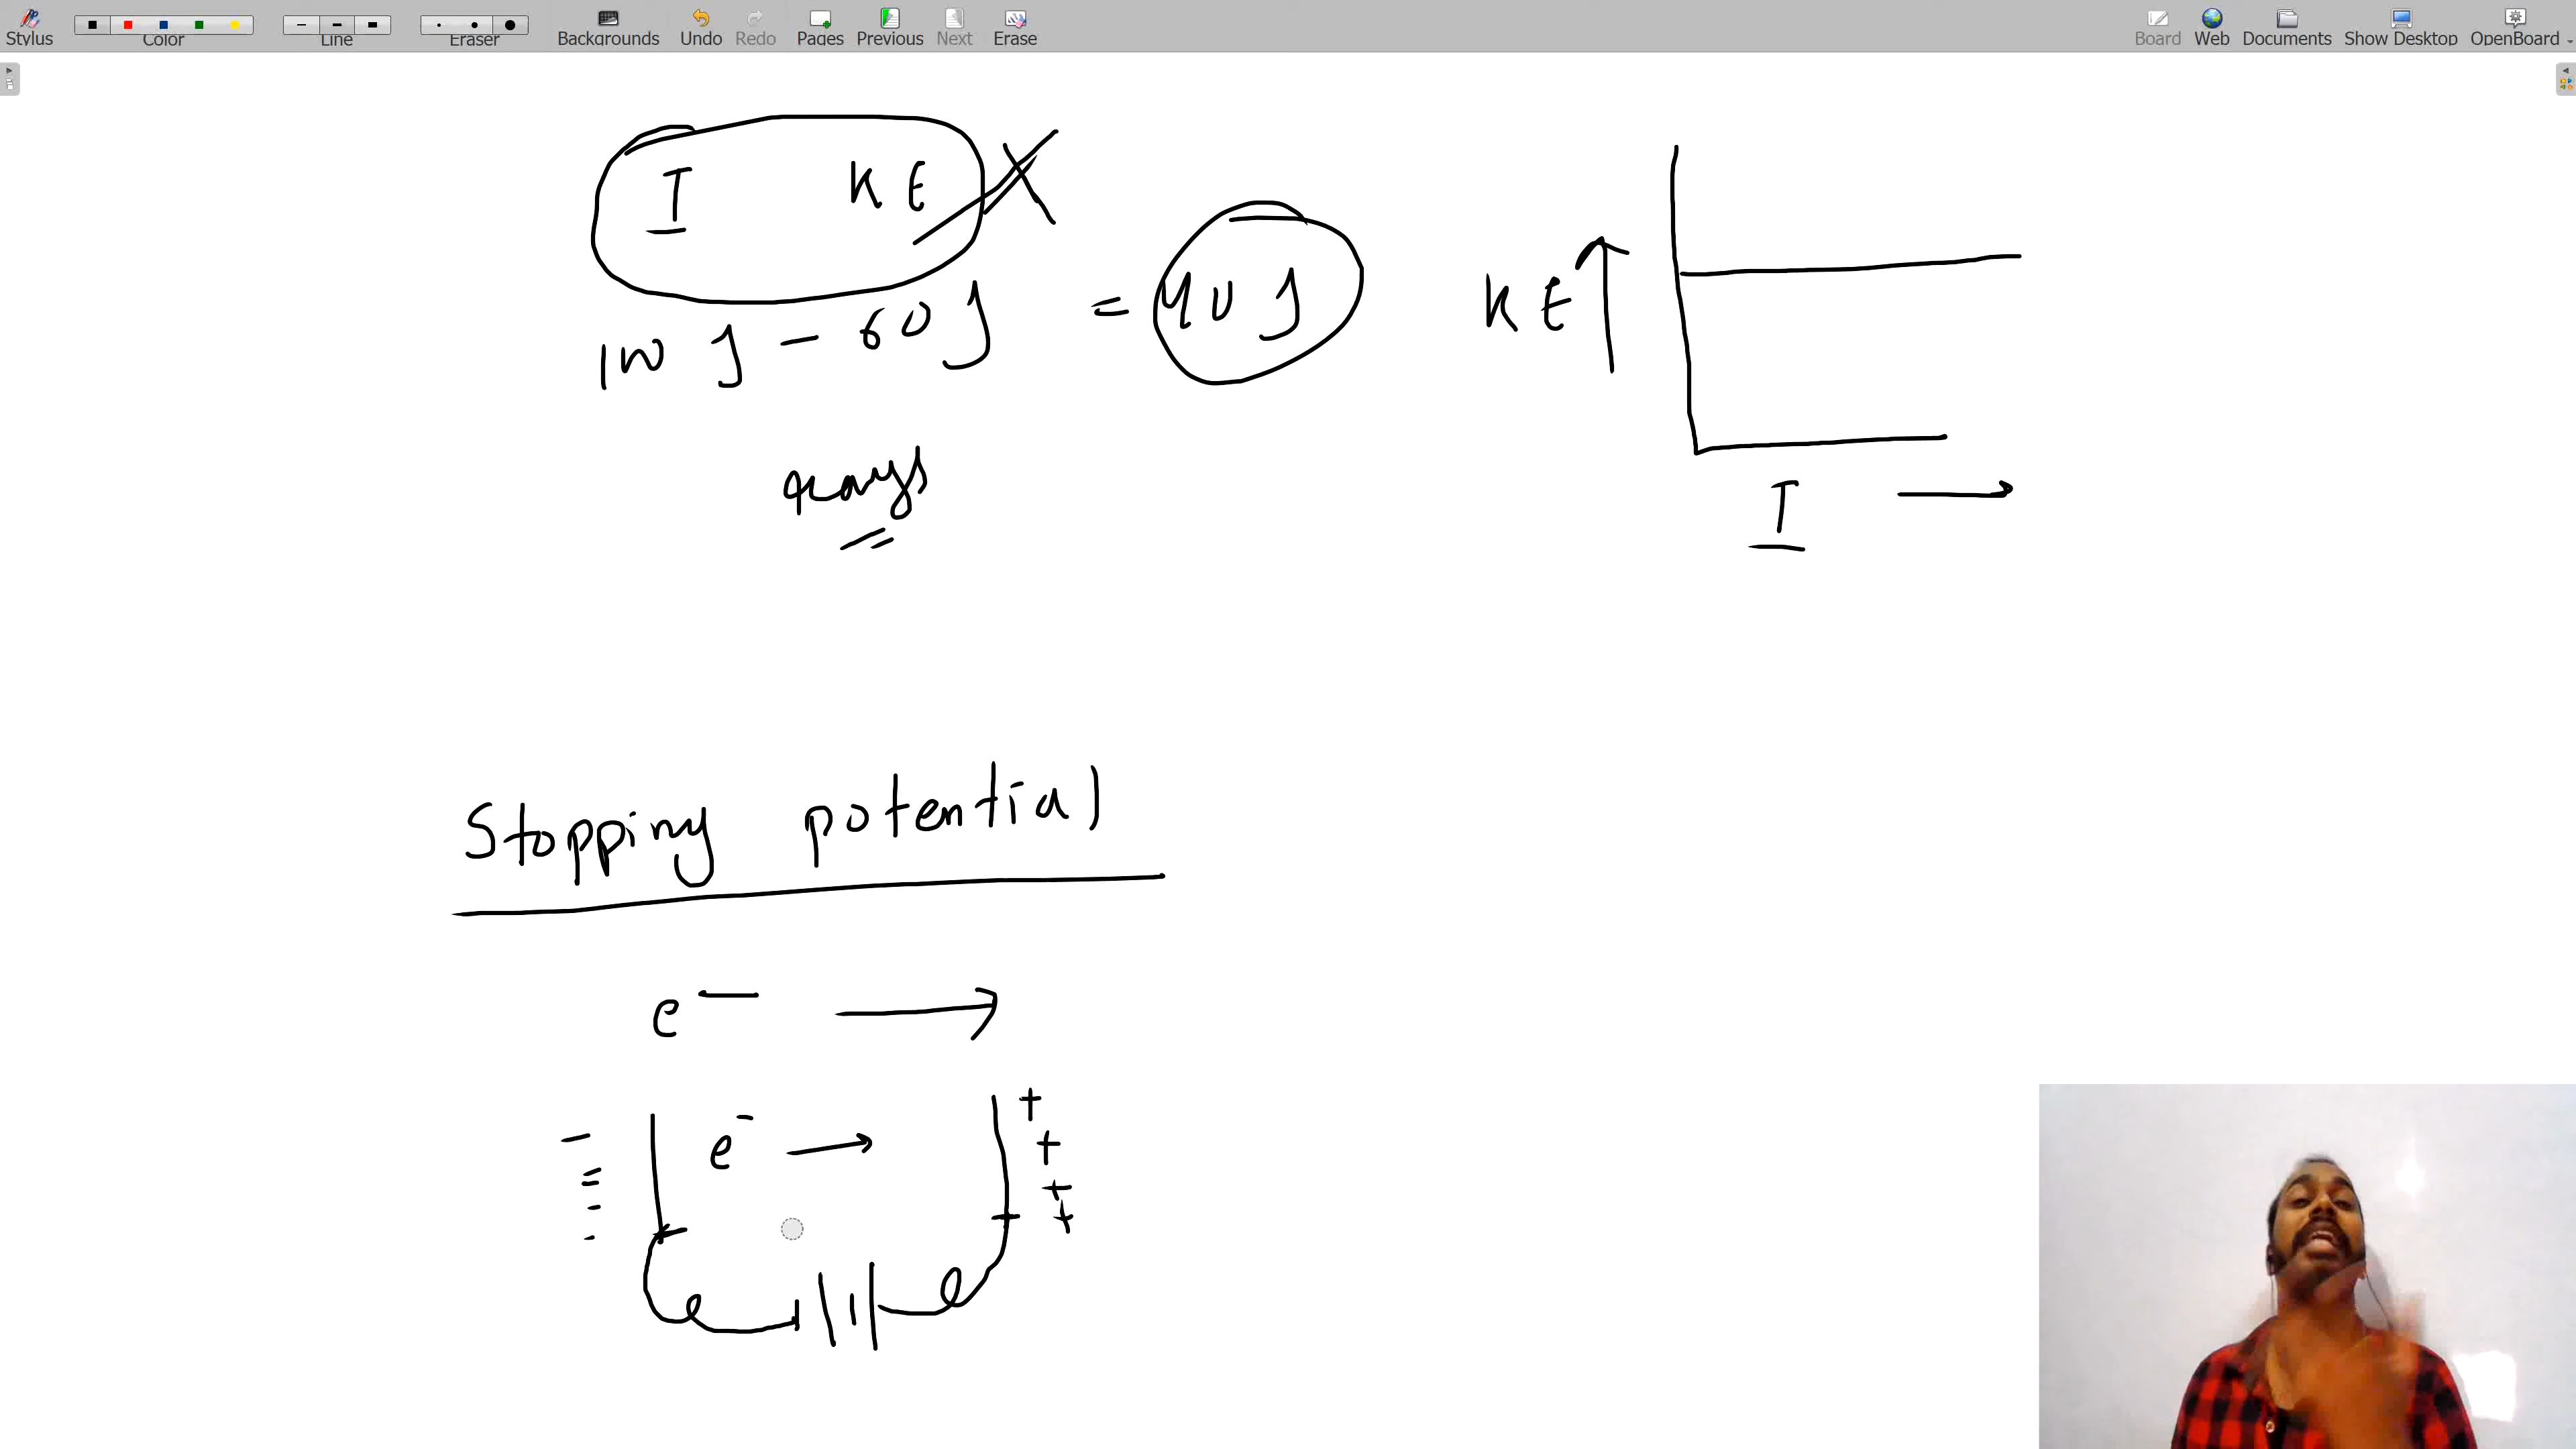 Stylus Color Line Eraser Backgrounds Undo Redo Pages Previous Next Erase Board Web Documents Show Desktop OpenBoard
I KE
100 J - 60 J = 40 J
rays
KE
I
Stopping potential
e⁻
e⁻
- + + + +